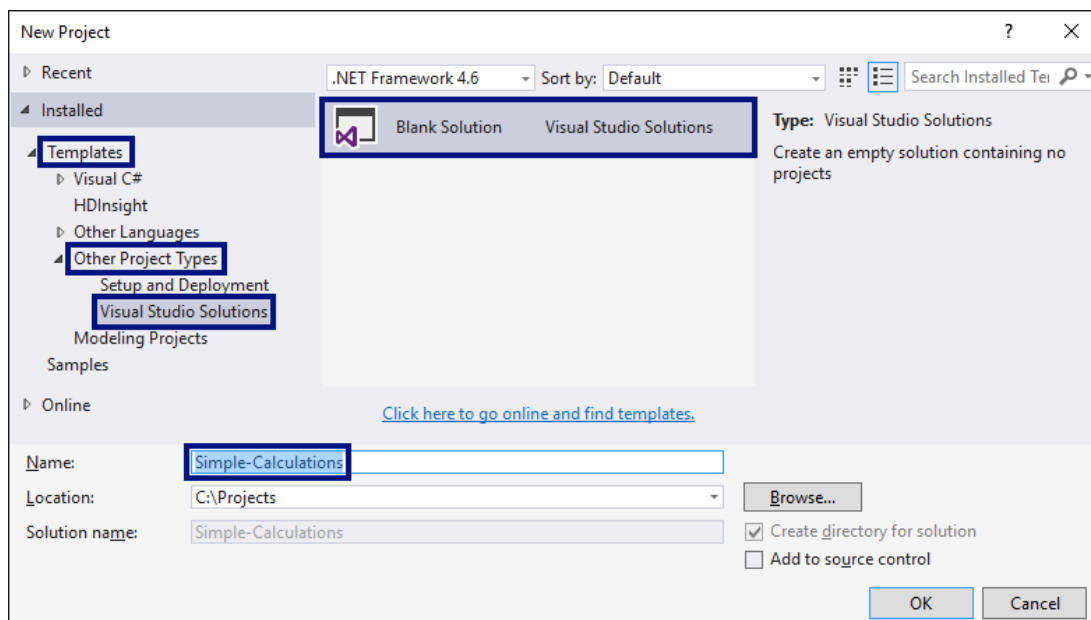 New Project
?
Recent
.NET Framework 4.6
Sort by:
Default
Search Installed Te
Installed
Templates
Visual C#
HDInsight
Other Languages
Other Project Types
Setup and Deployment
Visual Studio Solutions
Modeling Projects
Samples
Online
Blank Solution Visual Studio Solutions
Type: Visual Studio Solutions
Create an empty solution containing no
projects
Click here to go online and find templates.
Name: Simple-Calculations
Location: C:\Projects
Browse...
Solution name: Simple-Calculations
Create directory for solution
Add to source control
OK
Cancel